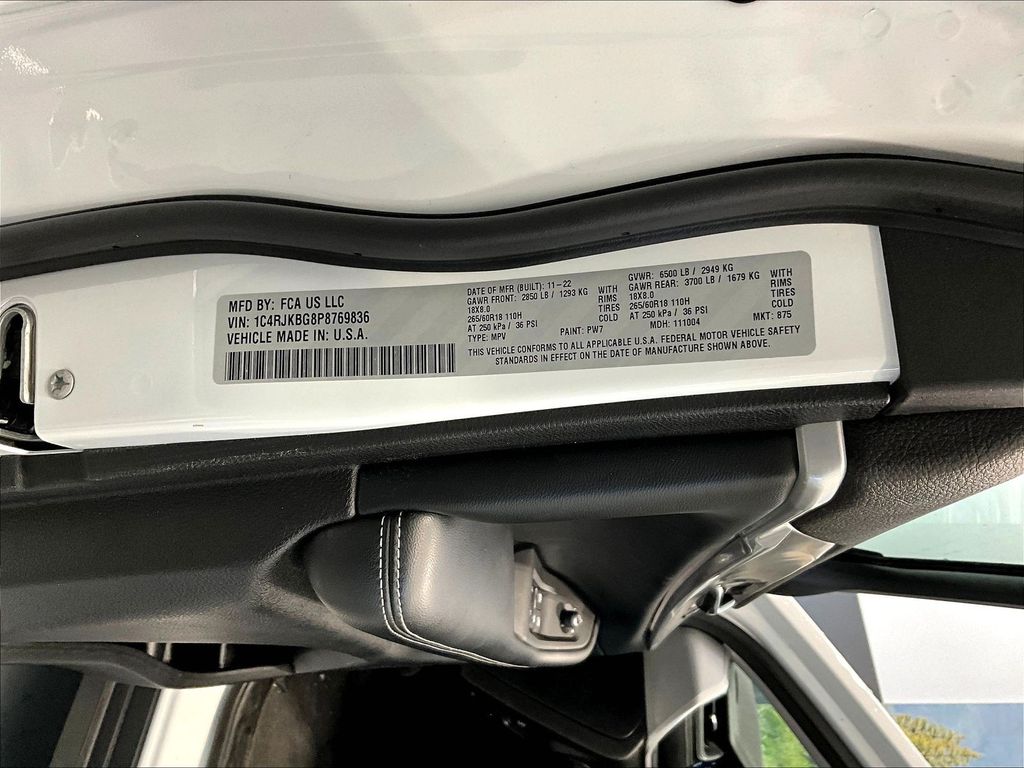 MFD BY: FCA US LLC
VIN: 1C4RJKBG8P8769836
VEHICLE MADE IN: U.S.A.
DATE OF MFR (BUILT): 11-22
GAWR FRONT: 2850 LB / 1293 KG WITH
18X8.0 RIMS
265/60R18 110H TIRES
AT 250 kPa / 36 PSI COLD
TYPE: MPV PAINT: PW7
GVWR: 6500 LB / 2949 KG
GAWR REAR: 3700 LB / 1679 KG WITH
18X8.0 RIMS
265/60R18 110H TIRES
AT 250 kPa / 36 PSI COLD
MDH: 111004 MKT: 875
THIS VEHICLE CONFORMS TO ALL APPLICABLE U.S.A. FEDERAL MOTOR VEHICLE SAFETY
STANDARDS IN EFFECT ON THE DATE OF MANUFACTURE SHOWN ABOVE.